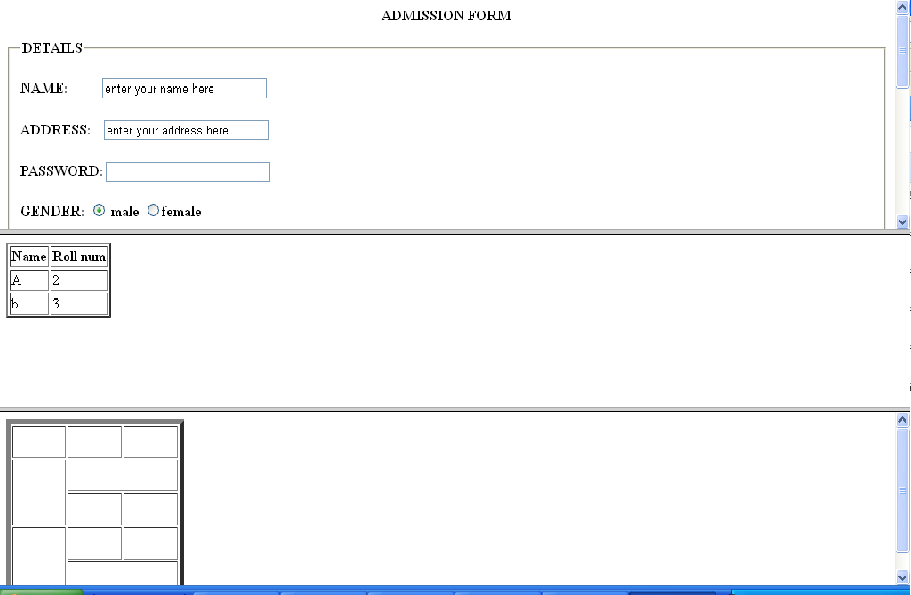 ADMISSION FORM
DETAILS
NAME: enter your name here
ADDRESS: enter your address here
PASSWORD:
GENDER: male female
Name Roll num
A 2
b 3